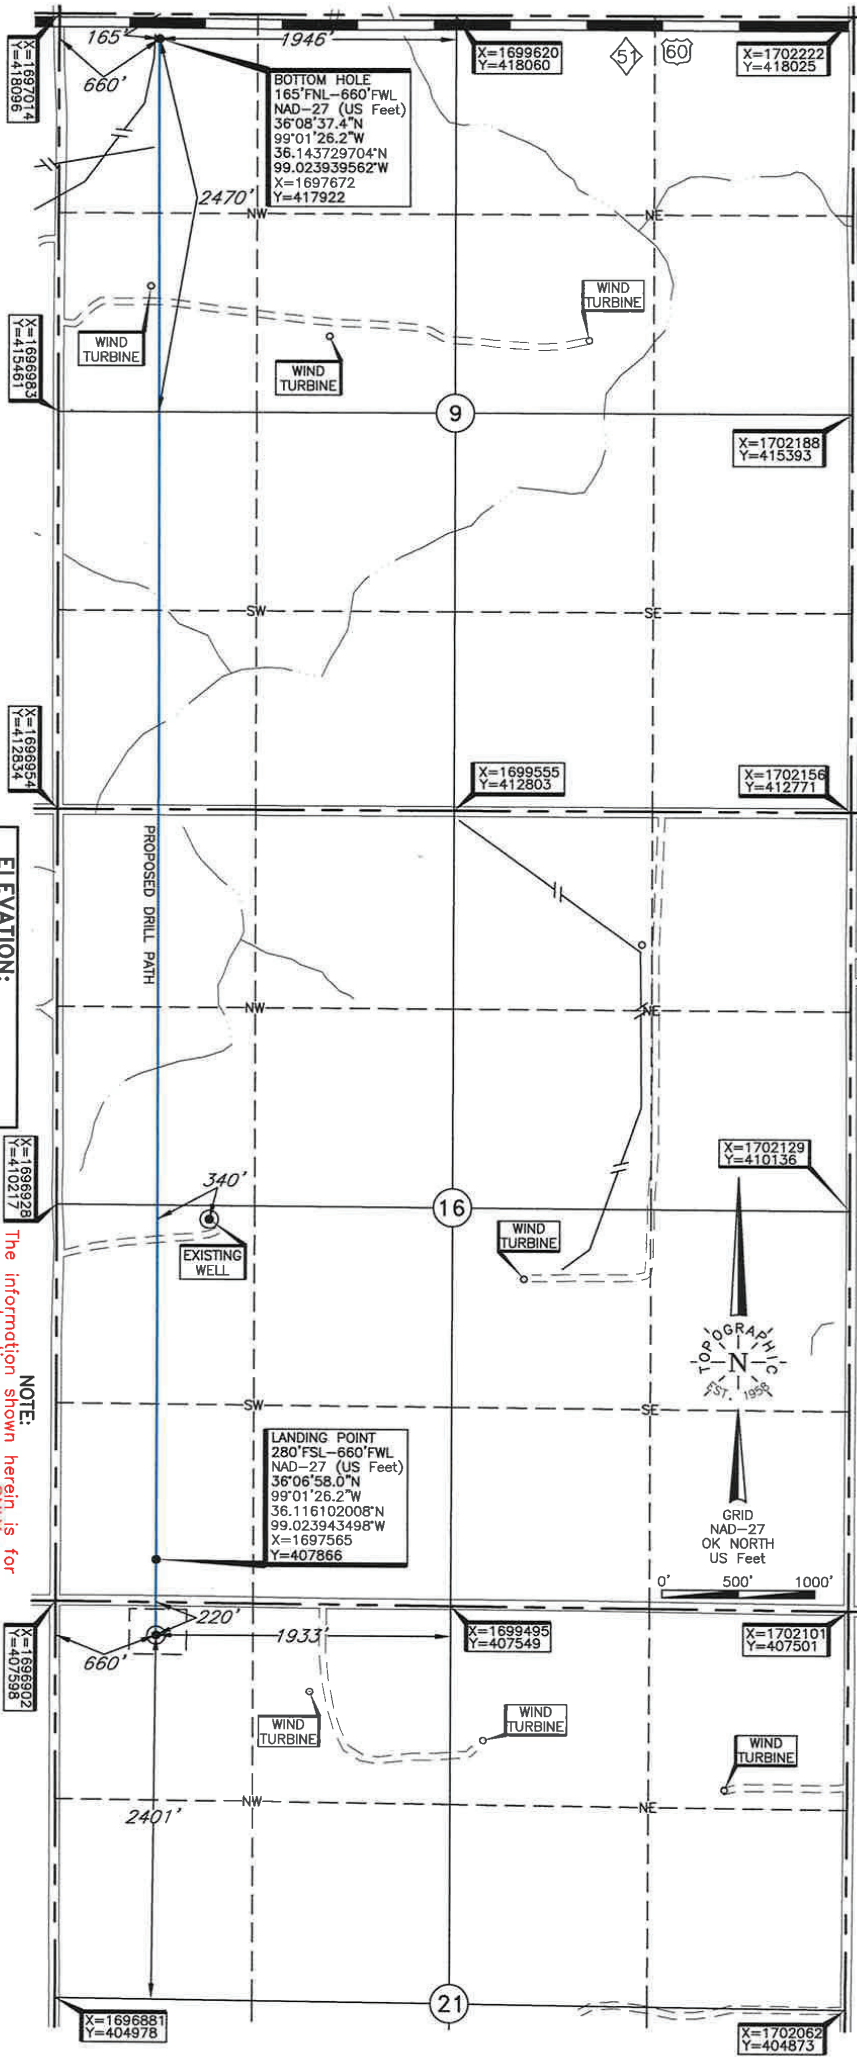 165'
1946'
660'
X=1697014
Y=418096
BOTTOM HOLE
165'FNL-660'FWL
NAD-27 (US Feet)
36°08'37.4"N
99°01'26.2"W
36.143729704°N
99.023939562°W
X=1697672
Y=417922
X=1699620
Y=418060
51
60
X=1702222
Y=418025
2470'
NW
NE
WIND
TURBINE
WIND
TURBINE
WIND
TURBINE
X=1696983
Y=415461
9
X=1702188
Y=415393
SW
SE
X=1696954
Y=412834
X=1699555
Y=412803
X=1702156
Y=412771
ELEVATION:
PROPOSED DRILL PATH
NW
NE
X=1696928
Y=410217
340'
EXISTING
WELL
16
X=1702129
Y=410136
WIND
TURBINE
NOTE:
The information shown herein is for
TOPOGRAPHIC
N
EST. 1958
SW
SE
LANDING POINT
280'FSL-660'FWL
NAD-27 (US Feet)
36°06'58.0"N
99°01'26.2"W
36.116102008°N
99.023943498°W
X=1697565
Y=407866
GRID
NAD-27
OK NORTH
US Feet
0' 500' 1000'
X=1696902
Y=407598
220'
660'
1933'
X=1699495
Y=407549
X=1702101
Y=407501
WIND
TURBINE
WIND
TURBINE
WIND
TURBINE
NW
NE
2401'
21
X=1696881
Y=404978
X=1702062
Y=404873